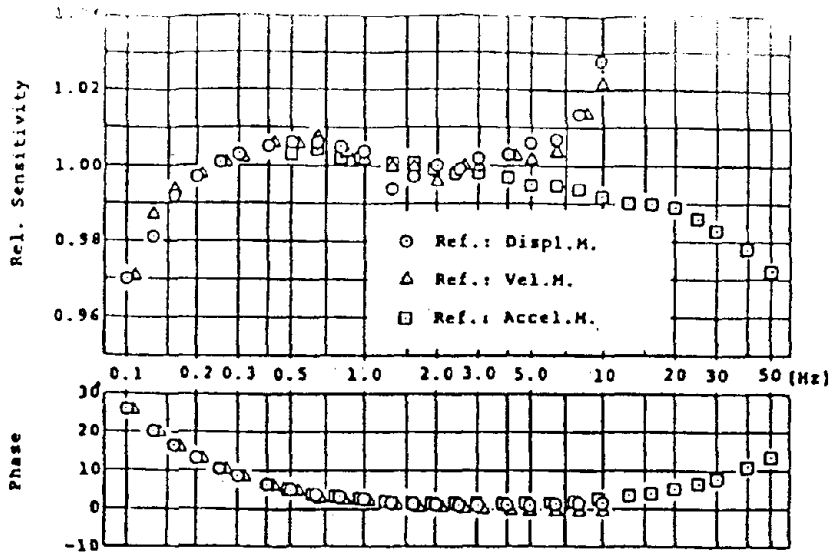 Rel. Sensitivity
1.02
1.00
0.98
0.96
Ref.: Displ.M.
Ref.: Vel.M.
Ref.: Accel.M.
0.1 0.2 0.3 0.5 1.0 2.0 3.0 5.0 10 20 30 50 [Hz]
Phase
30
20
10
0
-10